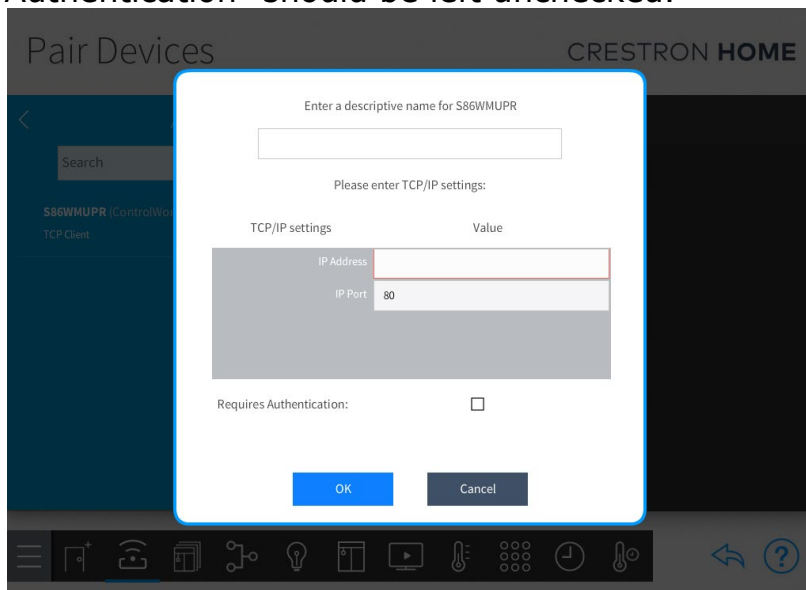 Authentication" should be left unchecked.
Pair Devices
CRESTRON HOME
Enter a descriptive name for S86WMUPR
Search
Please enter TCP/IP settings:
S86WMUPR (ControlWo
TCP Client
TCP/IP settings Value
IP Address
IP Port 80
Requires Authentication:
OK Cancel
?